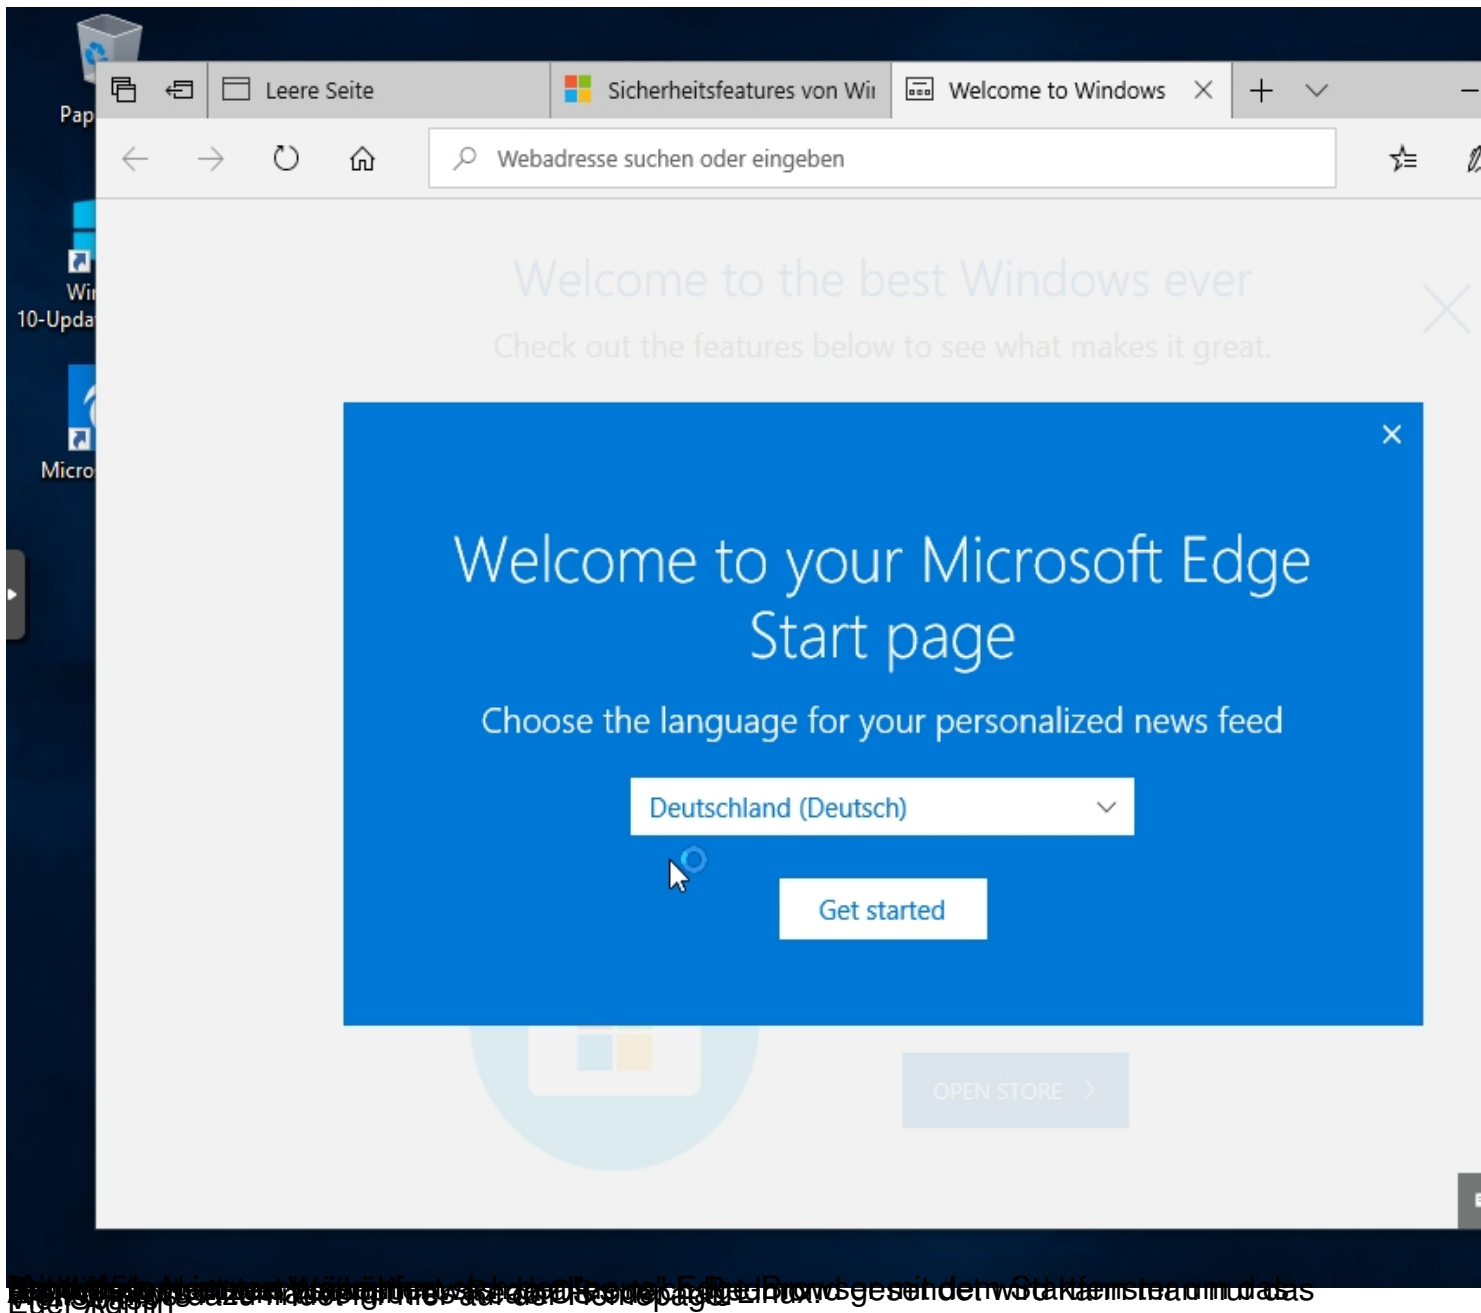 Pap
Leere Seite
Sicherheitsfeatures von Wir
Welcome to Windows
Webadresse suchen oder eingeben
Win
10-Upda
Micro
Welcome to the best Windows ever
Check out the features below to see what makes it great.
Welcome to your Microsoft Edge
Start page
Choose the language for your personalized news feed
Deutschland (Deutsch)
Get started
OPEN STORE